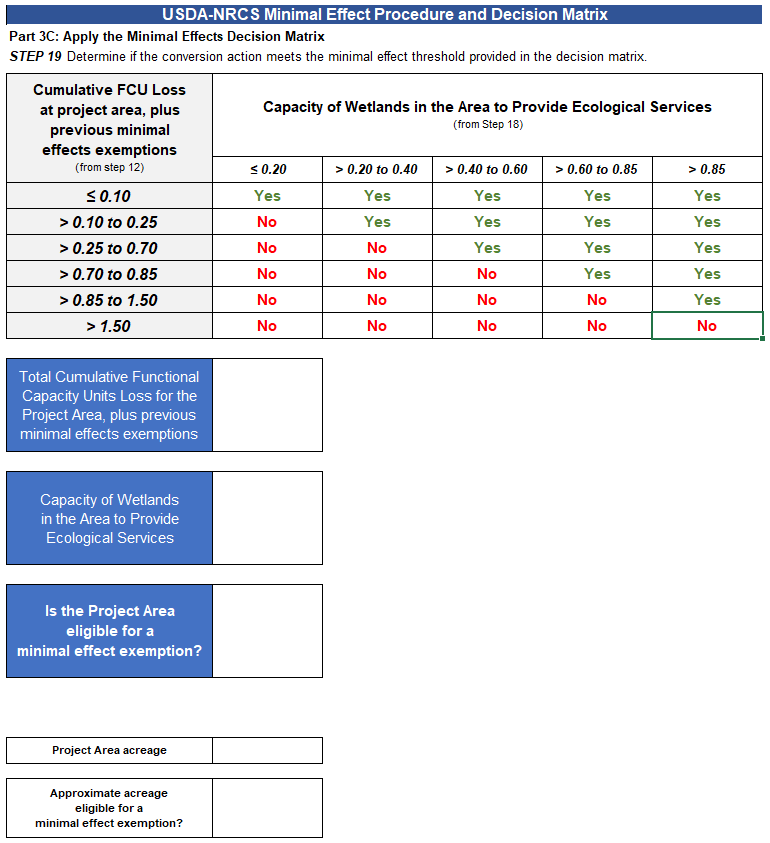 USDA-NRCS Minimal Effect Procedure and Decision Matrix
Part 3C: Apply the Minimal Effects Decision Matrix
STEP 19 Determine if the conversion action meets the minimal effect threshold provided in the decision matrix.
Cumulative FCU Loss
at project area, plus
previous minimal
effects exemptions
(from step 12)
Capacity of Wetlands in the Area to Provide Ecological Services
(from Step 18)
≤ 0.20 > 0.20 to 0.40 > 0.40 to 0.60 > 0.60 to 0.85 > 0.85
≤ 0.10 Yes Yes Yes Yes Yes
> 0.10 to 0.25 No Yes Yes Yes Yes
> 0.25 to 0.70 No No Yes Yes Yes
> 0.70 to 0.85 No No No Yes Yes
> 0.85 to 1.50 No No No No Yes
> 1.50 No No No No No
Total Cumulative Functional
Capacity Units Loss for the
Project Area, plus previous
minimal effects exemptions
Capacity of Wetlands
in the Area to Provide
Ecological Services
Is the Project Area
eligible for a
minimal effect exemption?
Project Area acreage
Approximate acreage
eligible for a
minimal effect exemption?